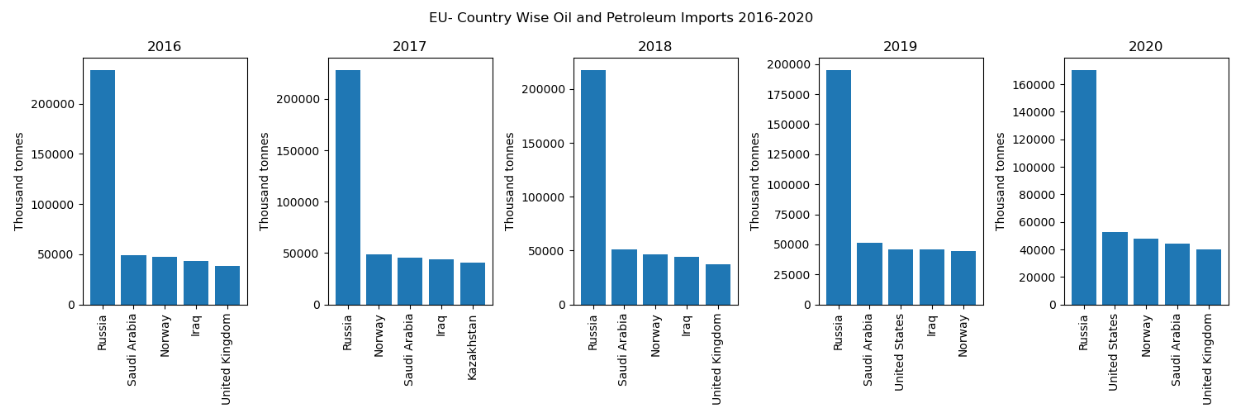 EU- Country Wise Oil and Petroleum Imports 2016-2020
2016
Thousand tonnes
200000
150000
100000
50000
0
Russia
Saudi Arabia
Norway
Iraq
United Kingdom
2017
Thousand tonnes
200000
150000
100000
50000
0
Russia
Norway
Saudi Arabia
Iraq
Kazakhstan
2018
Thousand tonnes
200000
150000
100000
50000
0
Russia
Saudi Arabia
Norway
Iraq
United Kingdom
2019
Thousand tonnes
200000
175000
150000
125000
100000
75000
50000
25000
0
Russia
Saudi Arabia
United States
Iraq
Norway
2020
Thousand tonnes
160000
140000
120000
100000
80000
60000
40000
20000
0
Russia
United States
Norway
Saudi Arabia
United Kingdom